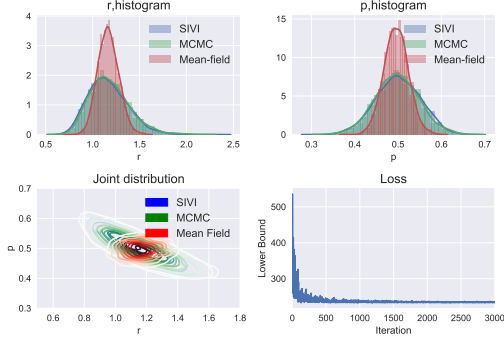 r,histogram
4
3
2
1
0
SIVI
MCMC
Mean-field
0.5 1.0 1.5 2.0 2.5
r
p,histogram
15
10
5
0
SIVI
MCMC
Mean-field
0.3 0.4 0.5 0.6 0.7
p
Joint distribution
0.7
0.6
0.5
0.4
0.3
p
SIVI
MCMC
Mean Field
0.6 0.8 1.0 1.2 1.4 1.6 1.8
r
Loss
Lower Bound
500
400
300
0 500 1000 1500 2000 2500 3000
Iteration